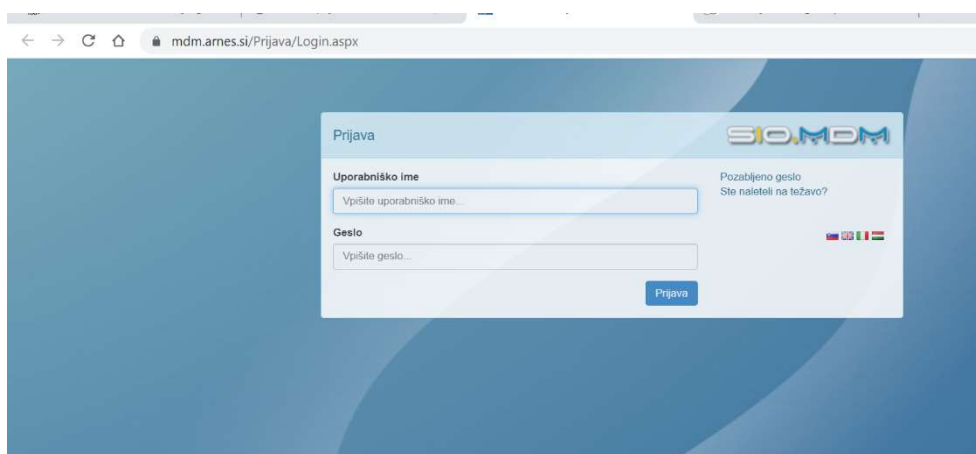 mdm.arnes.si/Prijava/Login.aspx
Prijava
SIO.MDM
Uporabniško ime
Vpišite uporabniško ime...
Pozabljeno geslo
Ste naleteli na težavo?
Geslo
Vpišite geslo...
Prijava